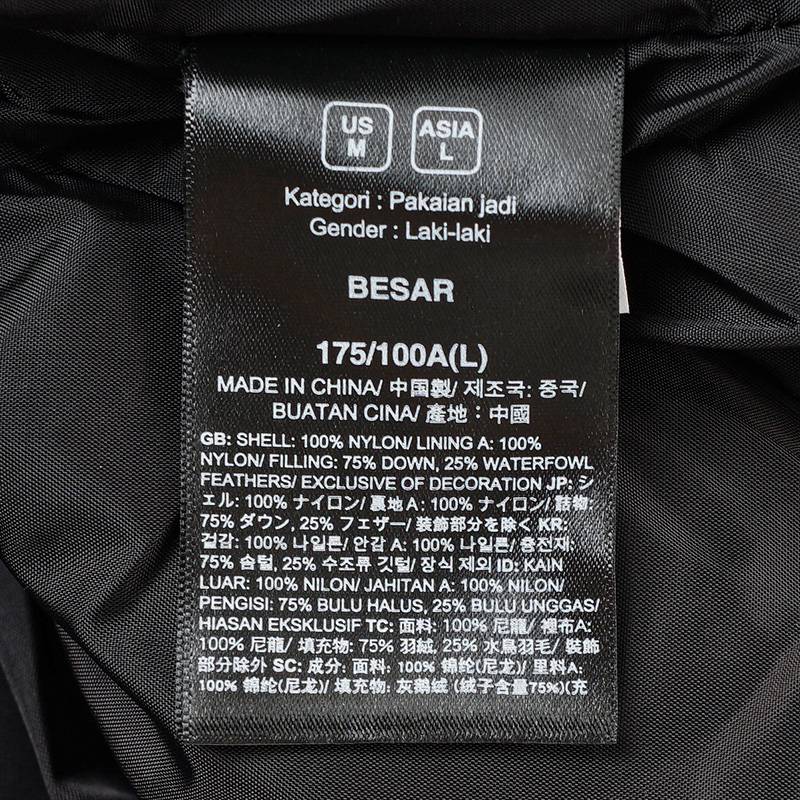 US
M
ASIA
L
Kategori : Pakaian jadi
Gender : Laki-laki
BESAR
175/100A(L)
MADE IN CHINA/ 中国製/ 제조국: 중국/
BUATAN CINA/ 產地：中國
GB: SHELL: 100% NYLON/ LINING A: 100%
NYLON/ FILLING: 75% DOWN, 25% WATERFOWL
FEATHERS/ EXCLUSIVE OF DECORATION JP: シ
ェル: 100% ナイロン/ 裏地 A: 100% ナイロン/ 詰物:
75% ダウン, 25% フェザー/ 装飾部分を除く KR:
겉감: 100% 나일론/ 안감 A: 100% 나일론/ 충전재:
75% 솜털, 25% 수조류 깃털/ 장식 제외 ID: KAIN
LUAR: 100% NILON/ JAHITAN A: 100% NILON/
PENGISI: 75% BULU HALUS, 25% BULU UNGGAS/
HIASAN EKSKLUSIF TC: 面料: 100% 尼龍/ 裡布A:
100% 尼龍/ 填充物: 75% 羽絨, 25% 水鳥羽毛/ 裝飾
部分除外 SC: 成分: 面料: 100% 锦纶(尼龙)/ 里料A:
100% 锦纶(尼龙)/ 填充物: 灰鹅绒 (绒子含量75%)(充